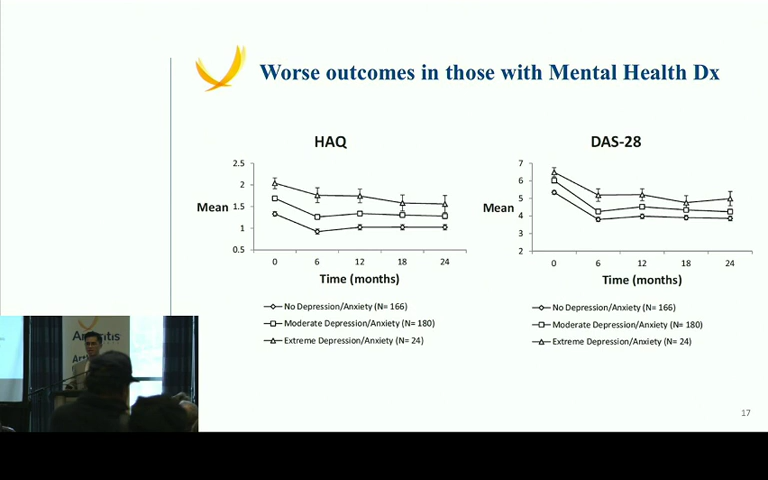 Worse outcomes in those with Mental Health Dx
HAQ
2.5
2
1.5
1
0.5
Mean
0
6
12
18
24
Time (months)
No Depression/Anxiety (N= 166)
Moderate Depression/Anxiety (N= 180)
Extreme Depression/Anxiety (N= 24)
DAS-28
7
6
5
4
3
2
Mean
0
6
12
18
24
Time (months)
No Depression/Anxiety (N= 166)
Moderate Depression/Anxiety (N= 180)
Extreme Depression/Anxiety (N= 24)
17